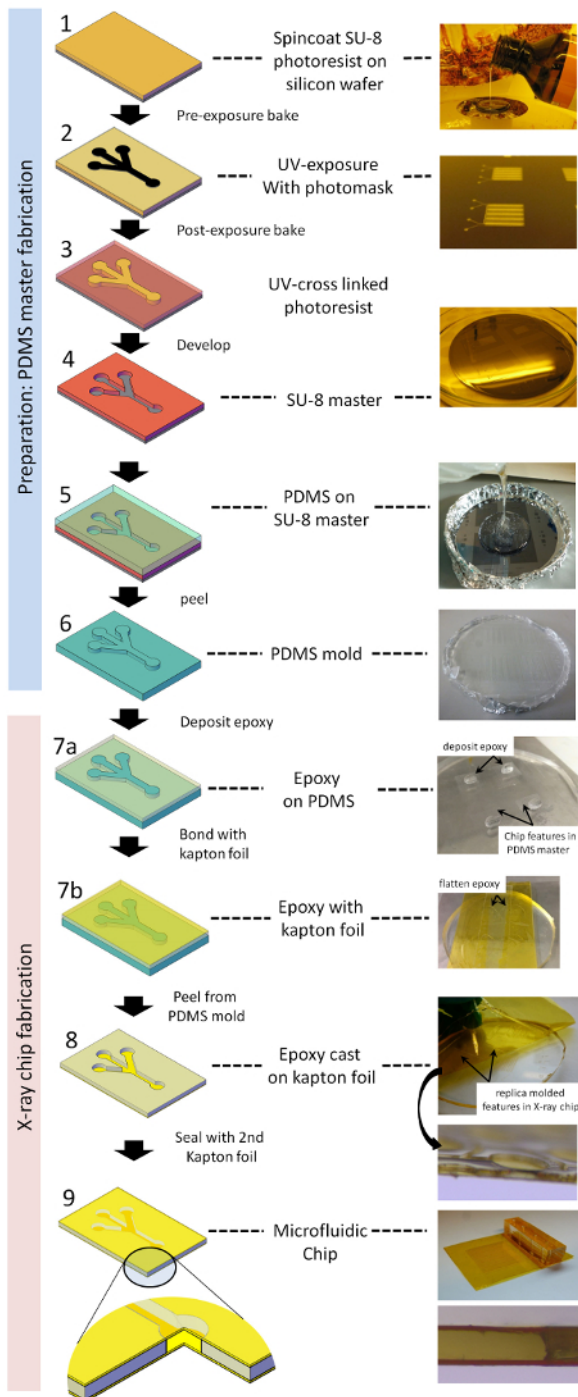 Preparation: PDMS master fabrication
1
Spincoat SU-8
photoresist on
silicon wafer
Pre-exposure bake
2
UV-exposure
With photomask
Post-exposure bake
3
UV-cross linked
photoresist
Develop
4
SU-8 master
5
PDMS on
SU-8 master
peel
6
PDMS mold
Deposit epoxy
X-ray chip fabrication
7a
Epoxy
on PDMS
deposit epoxy
Chip features in
PDMS master
Bond with
kapton foil
7b
Epoxy with
kapton foil
flatten epoxy
Peel from
PDMS mold
8
Epoxy cast
on kapton foil
replica molded
features in X-ray chip
Seal with 2nd
Kapton foil
9
Microfluidic
Chip